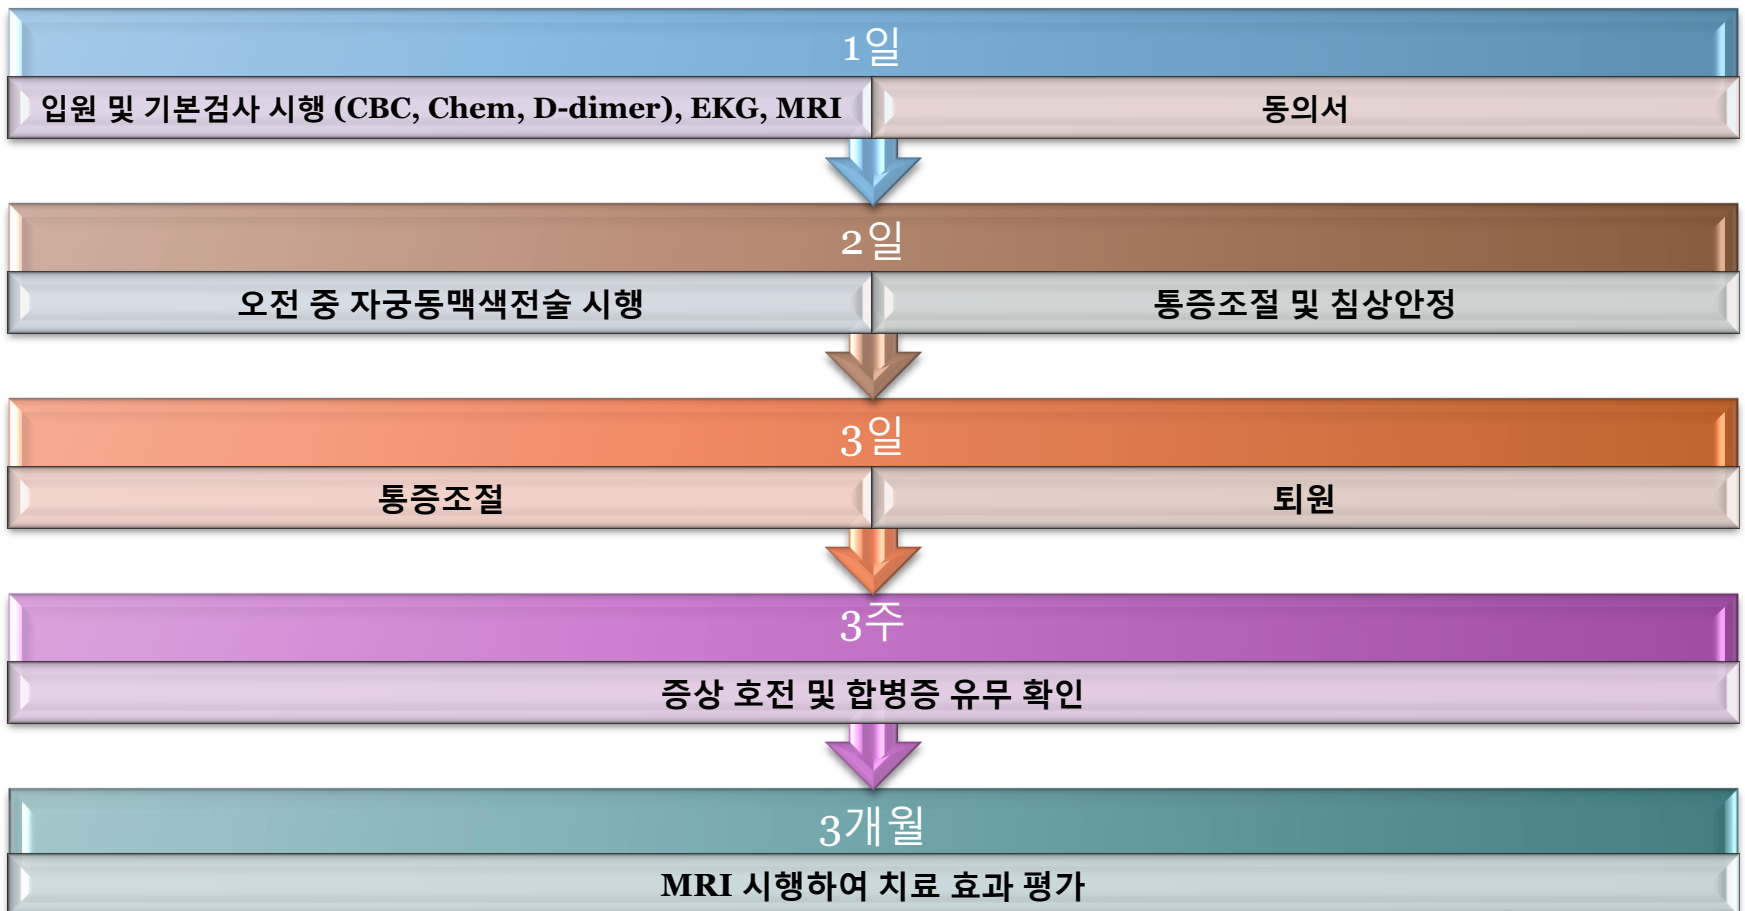 1일
입원 및 기본검사 시행 (CBC, Chem, D-dimer), EKG, MRI
동의서
2일
오전 중 자궁동맥색전술 시행
통증조절 및 침상안정
3일
통증조절
퇴원
3주
증상 호전 및 합병증 유무 확인
3개월
MRI 시행하여 치료 효과 평가